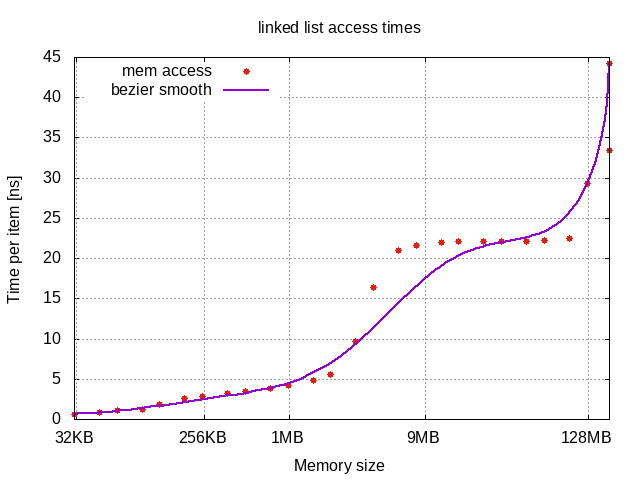 linked list access times
mem access
bezier smooth
45
40
35
30
25
20
15
10
5
0
Time per item [ns]
32KB 256KB 1MB 9MB 128MB
Memory size